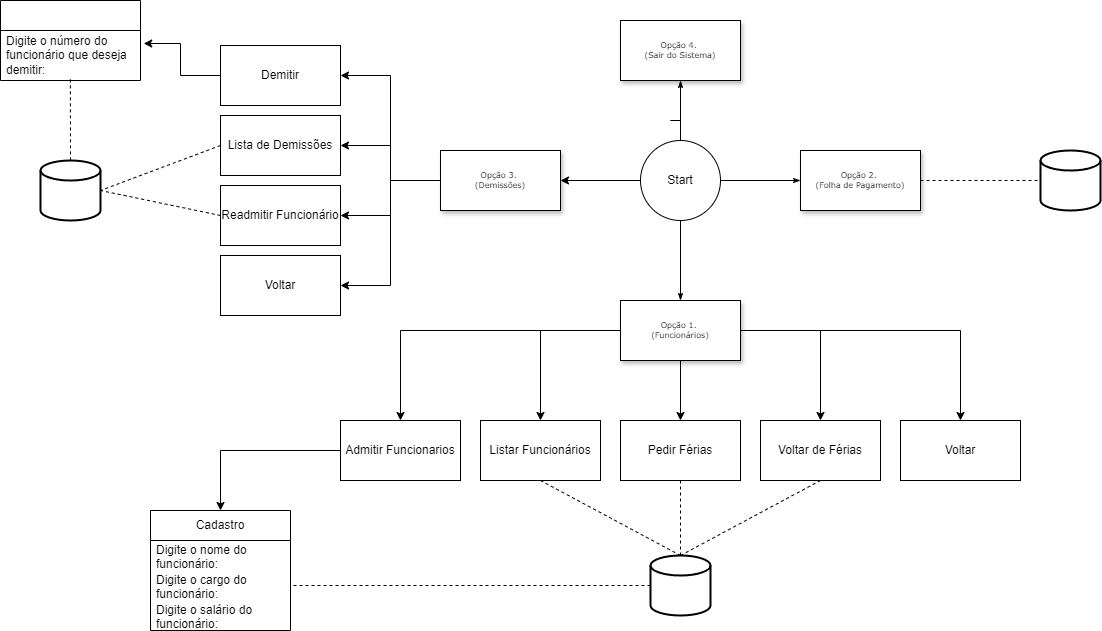 Digite o número do
funcionário que deseja
demitir:
Demitir
Lista de Demissões
Readmitir Funcionário
Voltar
Opção 4.
(Sair do Sistema)
Opção 3.
(Demissões)
Start
Opção 2.
(Folha de Pagamento)
Opção 1.
(Funcionários)
Admitir Funcionarios
Listar Funcionários
Pedir Férias
Voltar de Férias
Voltar
Cadastro
Digite o nome do
funcionário:
Digite o cargo do
funcionário:
Digite o salário do
funcionário: